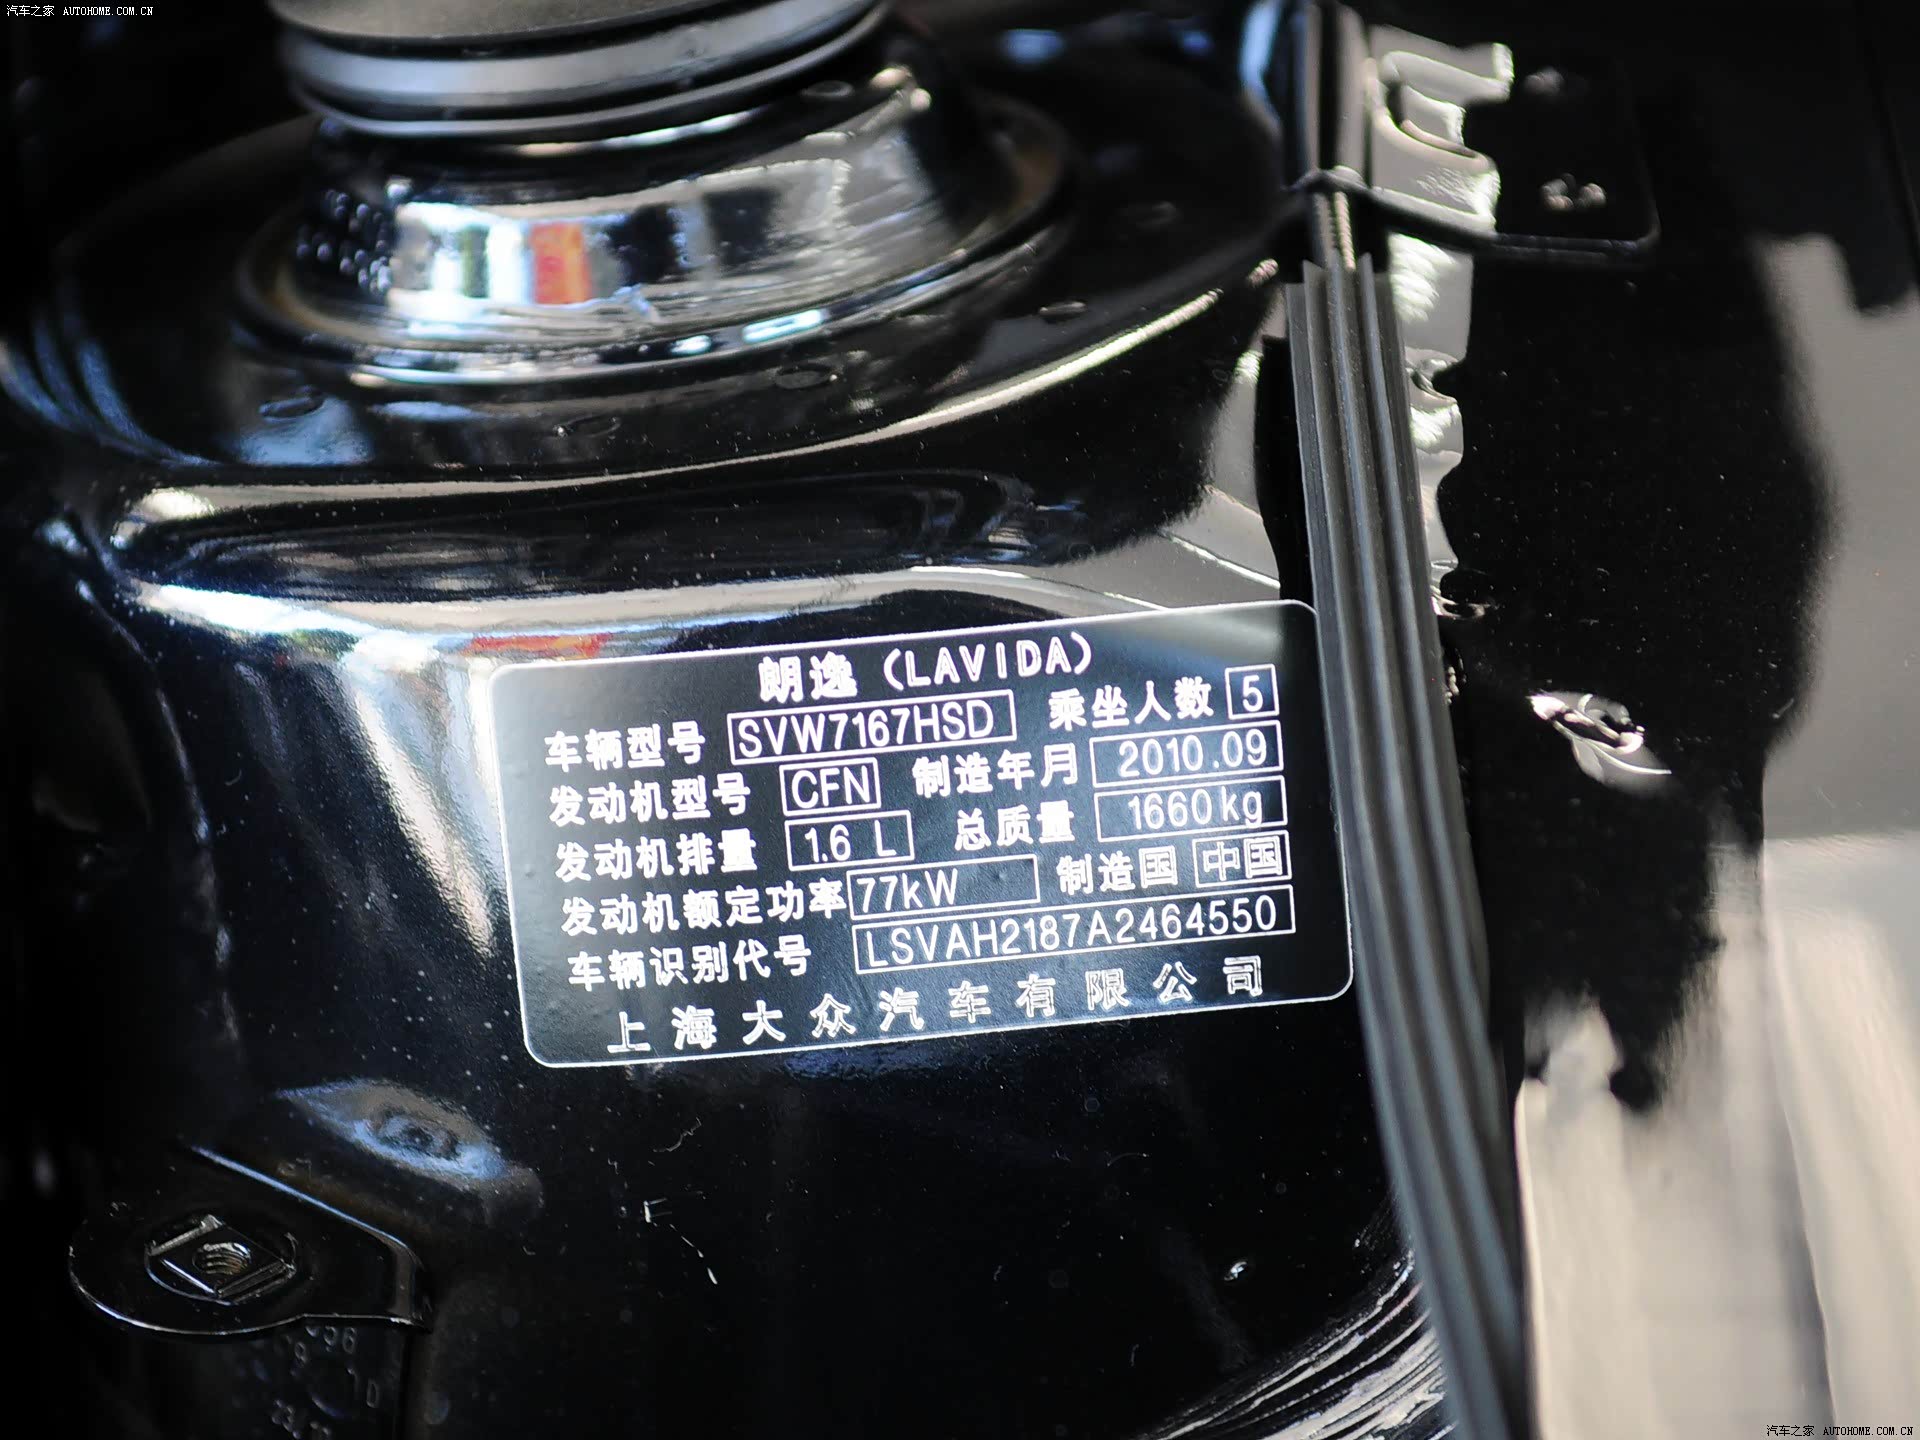 汽车之家 AUTOHOME.COM.CN
朗逸 (LAVIDA)
车辆型号 SVW7167HSD 乘坐人数 5
发动机型号 CFN 制造年月 2010.09
发动机排量 1.6 L 总质量 1660kg
发动机额定功率 77kW 制造国 中国
车辆识别代号 LSVAH2187A2464550
上海大众汽车有限公司
汽车之家 AUTOHOME.COM.CN